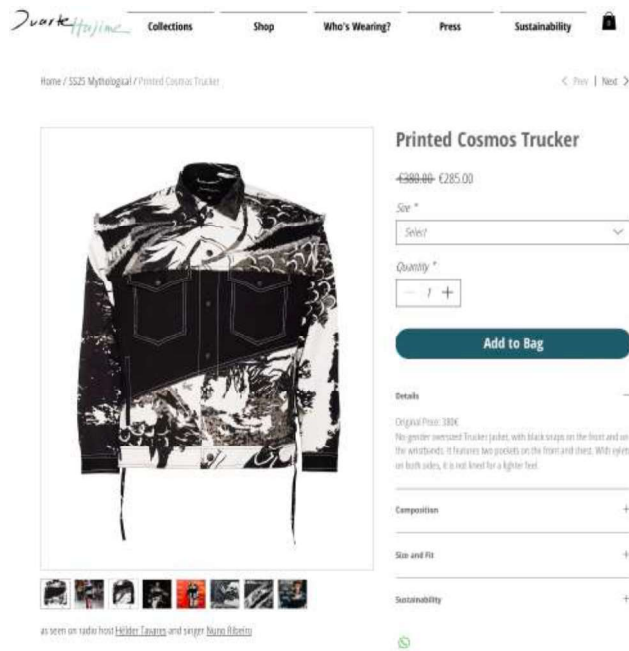 Duarte Hajime
Collections
Shop
Who's Wearing?
Press
Sustainability
Home / SS25 Mythological / Printed Cosmos Trucker
< Prev | Next >
Printed Cosmos Trucker
€380.00 €285.00
Size *
Select
Quantity *
1
Add to Bag
Details
Original Price: 380€
No-gender oversized Trucker Jacket, with black snaps on the front and on
the wristbands. It features two pockets on the front and chest. With eylets
on both sides, it is not lined for a lighter feel.
Composition
Size and Fit
Sustainability
as seen on radio host Hélder Tavares and singer Nuno Ribeiro